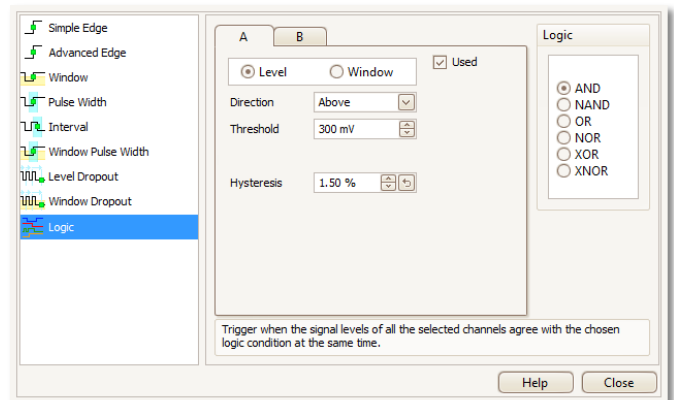 Simple Edge
Advanced Edge
Window
Pulse Width
Interval
Window Pulse Width
Level Dropout
Window Dropout
Logic
A B
Level Window Used
Direction Above
Threshold 300 mV
Hysteresis 1.50 %
Logic
AND
NAND
OR
NOR
XOR
XNOR
Trigger when the signal levels of all the selected channels agree with the chosen
logic condition at the same time.
Help Close